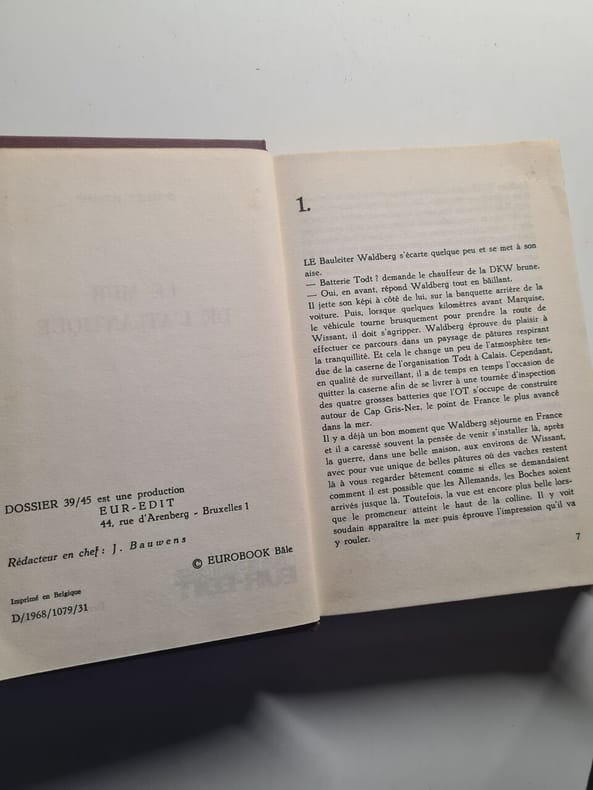 DOSSIER 39/45 est une production
EUR-EDIT
44, rue d'Arenberg - Bruxelles 1
Rédacteur en chef: J. Bauwens
© EUROBOOK Bâle
Imprimé en Belgique
D/1968/1079/31
1.
LE Bauleiter Waldberg s'écarte quelque peu et se met à son
aise.
— Batterie Todt ? demande le chauffeur de la DKW brune.
— Oui, en avant, répond Waldberg tout en bâillant.
Il jette son képi à côté de lui, sur la banquette arrière de la
voiture. Puis, lorsque quelques kilomètres avant Marquise,
le véhicule tourne brusquement pour prendre la route de
Wissant, il doit s'agripper. Waldberg éprouve du plaisir à
effectuer ce parcours dans un paysage de pâtures respirant
la tranquillité. Et cela le change un peu de l'atmosphère ten-
due de la caserne de l'organisation Todt à Calais. Cependant,
en qualité de surveillant, il a de temps en temps l'occasion de
quitter la caserne afin de se livrer à une tournée d'inspection
des quatre grosses batteries que l'OT s'occupe de construire
autour de Cap Gris-Nez, le point de France le plus avancé
dans la mer.
Il y a déjà un bon moment que Waldberg séjourne en France
et il a caressé souvent la pensée de venir s'installer là, après
la guerre, dans une belle maison, aux environs de Wissant,
avec pour vue unique de belles pâtures où des vaches restent
là à vous regarder bêtement comme si elles se demandaient
comment il est possible que les Allemands, les Boches soient
arrivés jusque là. Toutefois, la vue est encore plus belle lors-
que le promeneur atteint le haut de la colline. Il y voit
soudain apparaître la mer puis éprouve l'impression qu'il va
y rouler.
7